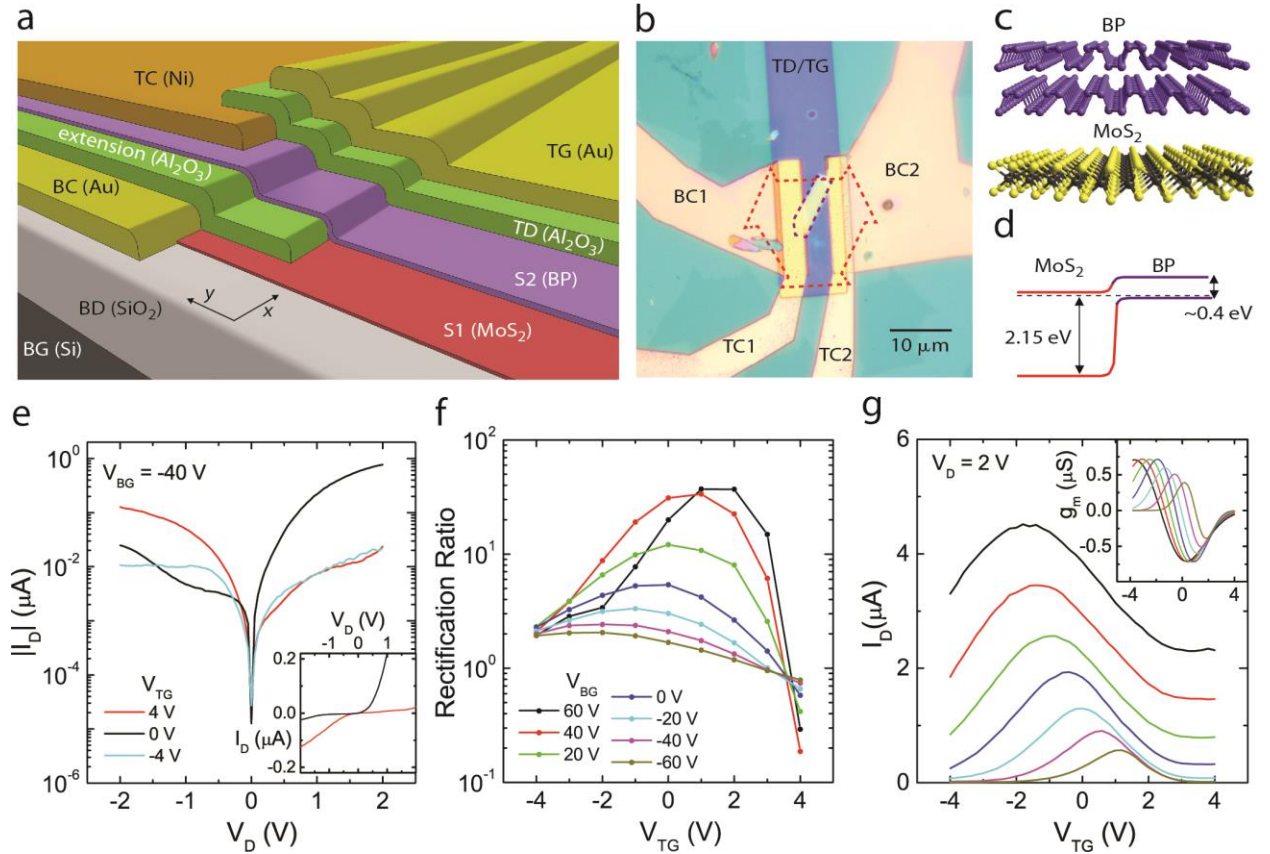 a
TC (Ni)
extension (Al2O3)
BC (Au)
TG (Au)
TD (Al2O3)
S2 (BP)
y
x
BD (SiO2)
S1 (MoS2)
BG (Si)
b
TD/TG
BC1
BC2
TC1
TC2
10 μm
c
BP
MoS2
d
MoS2
BP
~0.4 eV
2.15 eV
e
VBG = -40 V
|ID| (μA)
10^0
10^-2
10^-4
10^-6
VTG
4 V
0 V
-4 V
VD (V)
-1 0 1
0.2
0.0
-0.2
ID (μA)
-2 -1 0 1 2
VD (V)
f
Rectification Ratio
10^2
10^1
10^0
10^-1
VBG
60 V
40 V
20 V
0 V
-20 V
-40 V
-60 V
-4 -2 0 2 4
VTG (V)
g
VD = 2 V
ID(μA)
6
4
2
0
gm (μS)
0.5
0.0
-0.5
-4 -2 0 2 4
-4 -2 0 2 4
VTG (V)